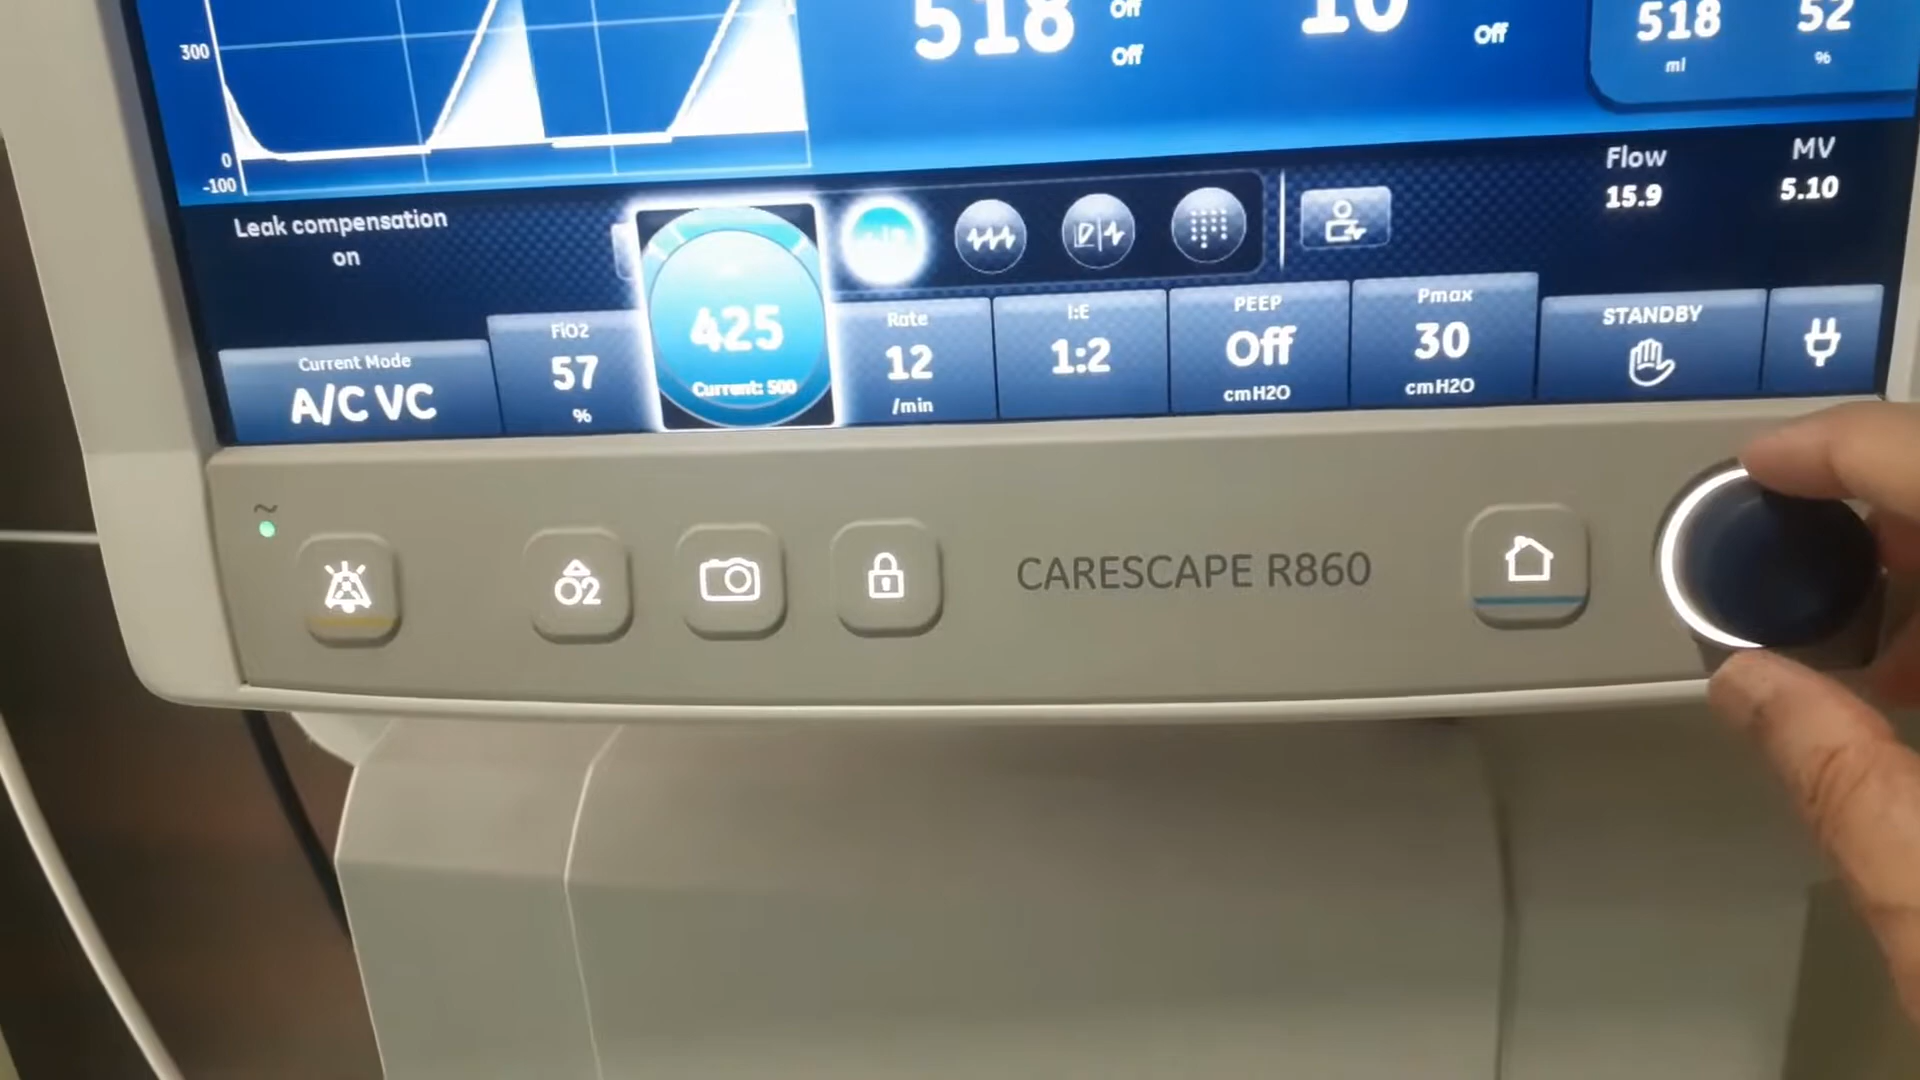 300
0
-100
518
Off
Off
10
Off
518
ml
52
%
Flow
15.9
MV
5.10
Leak compensation
on
Current Mode
A/C VC
FiO2
57
%
425
Current: 500
Rate
12
/min
I:E
1:2
PEEP
Off
cmH2O
Pmax
30
cmH2O
STANDBY
~
O2
CARESCAPE R860